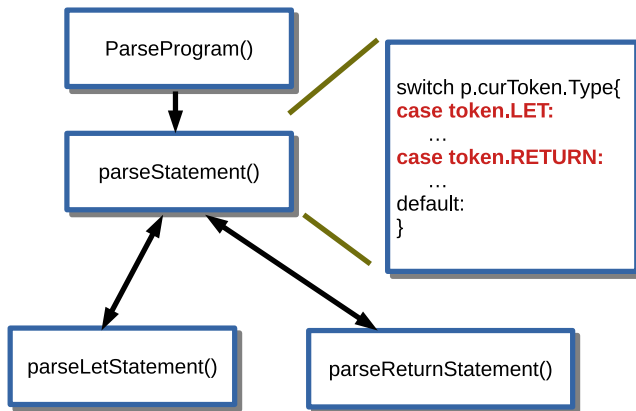 ParseProgram()
parseStatement()
switch p.curToken.Type{
case token.LET:
...
case token.RETURN:
...
default:
}
parseLetStatement()
parseReturnStatement()